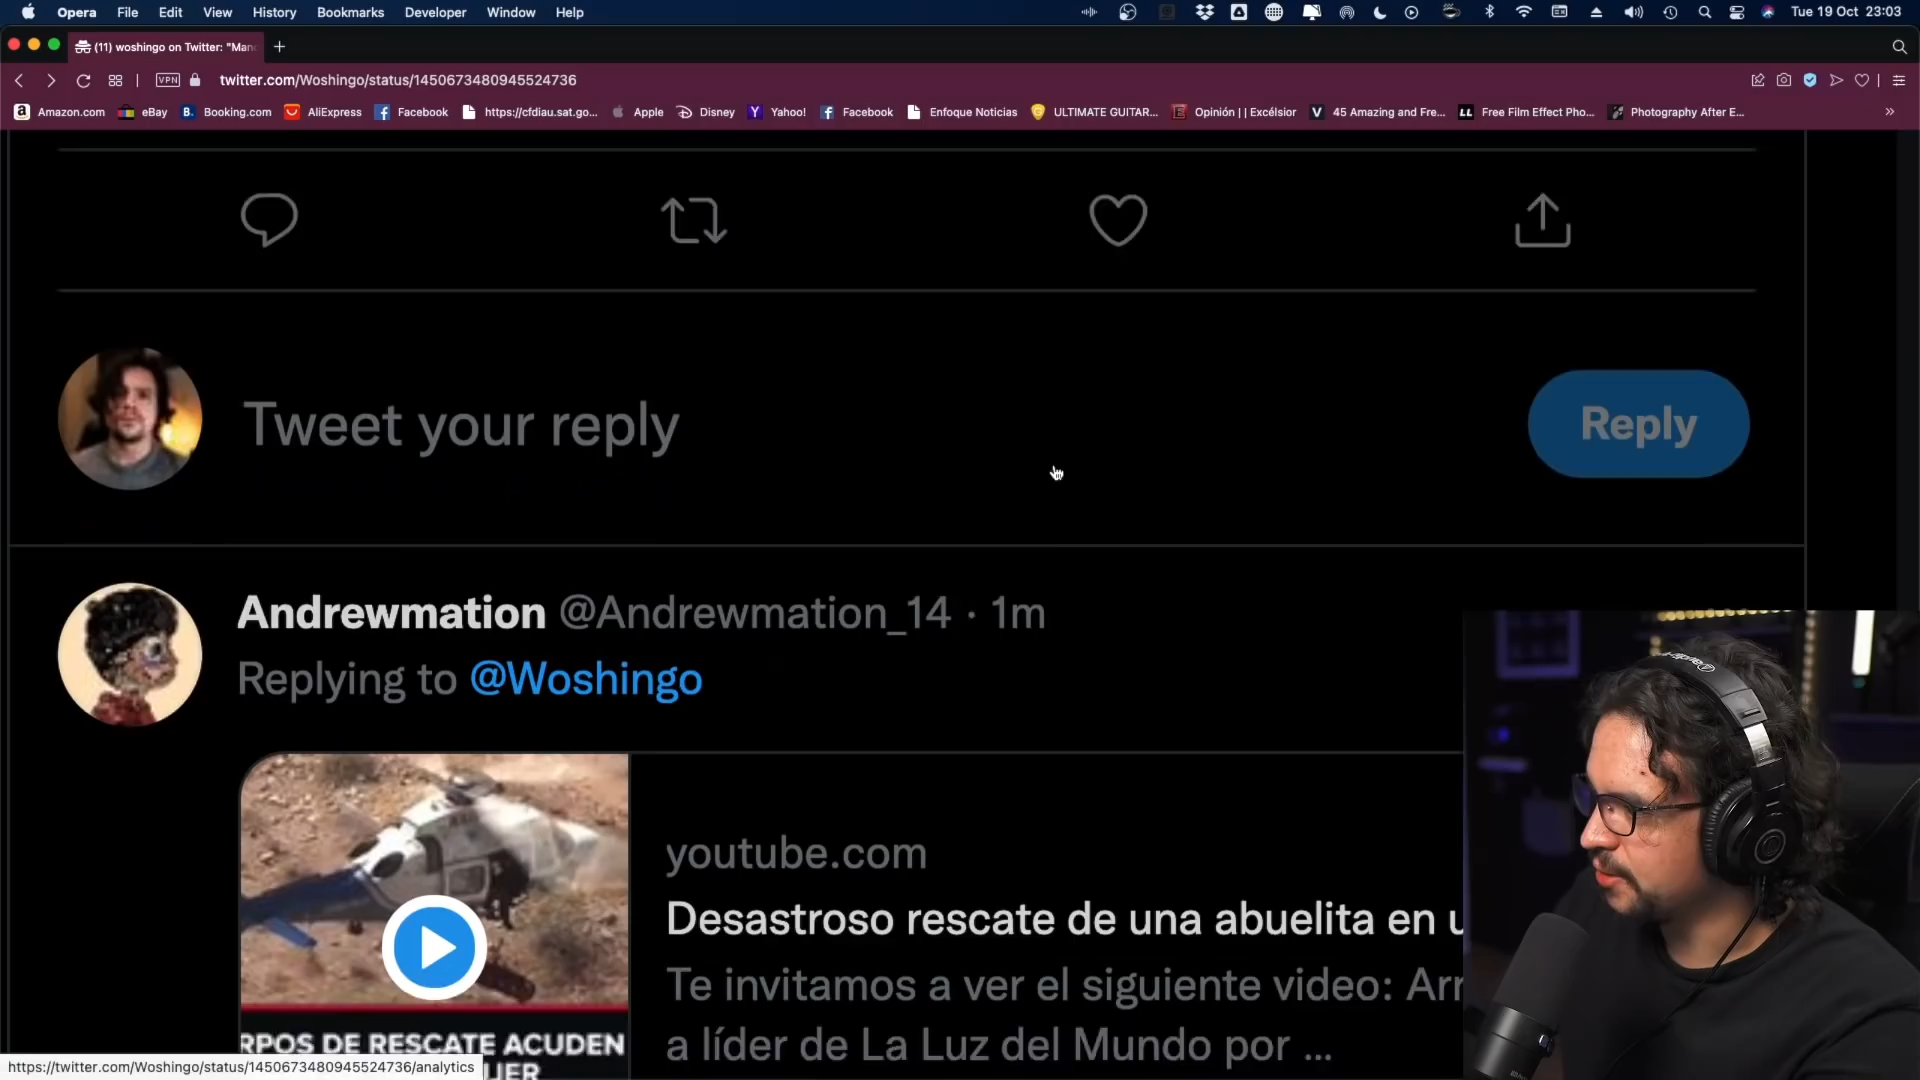 Opera File Edit View History Bookmarks Developer Window Help Tue 19 Oct 23:03
(11) woshingo on Twitter: "Man
VPN twitter.com/Woshingo/status/1450673480945524736
Amazon.com eBay B. Booking.com AliExpress Facebook https://cfdiau.sat.go... Apple Disney Yahoo! Facebook Enfoque Noticias ULTIMATE GUITAR... Opinión | | Excélsior 45 Amazing and Fre... LL Free Film Effect Pho... Photography After E...
Tweet your reply Reply
Andrewmation @Andrewmation_14 · 1m
Replying to @Woshingo
youtube.com
Desastroso rescate de una abuelita en u
Te invitamos a ver el siguiente video: Arr
a líder de La Luz del Mundo por ...
RPOS DE RESCATE ACUDEN
JER
https://twitter.com/Woshingo/status/1450673480945524736/analytics